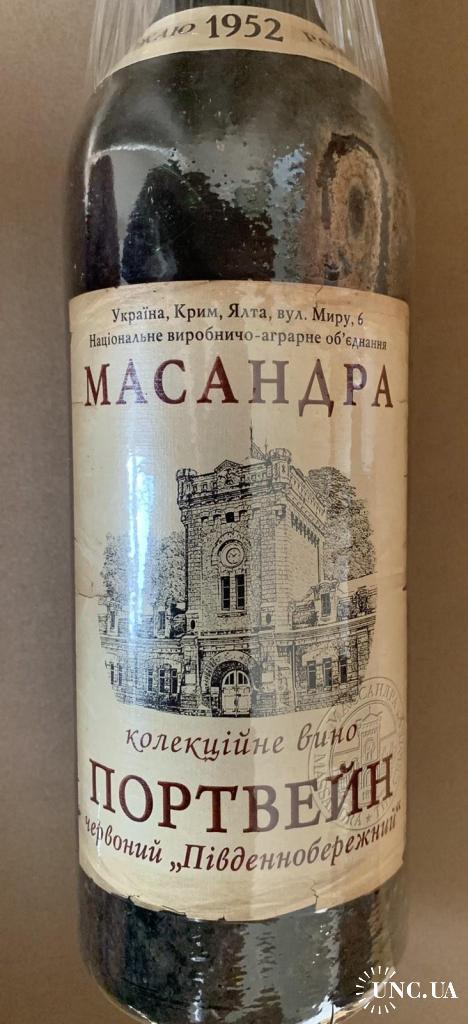 1952
Україна, Крим, Ялта, вул. Миру, 6
Національне виробничо-аграрне об'єднання
МАСАНДРА
колекційне вино
ПОРТВЕЙН
червоний „Південнобережний“
UNC.UA